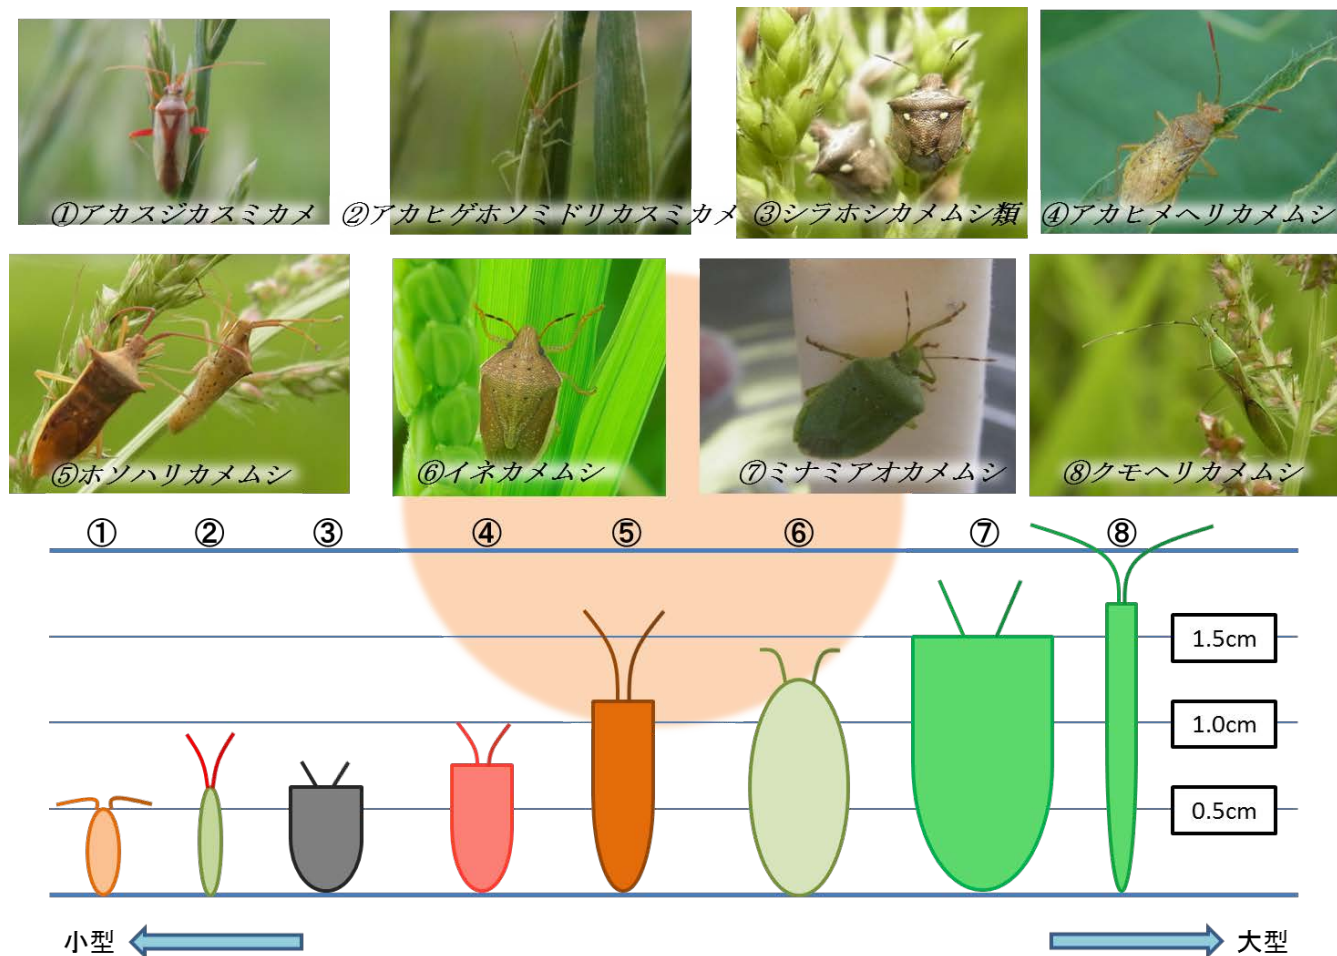 ①アカスジカスミカメ
②アカヒゲホソミドリカスミカメ
③シラホシカメムシ類
④アカヒメヘリカメムシ
⑤ホソハリカメムシ
⑥イネカメムシ
⑦ミナミアオカメムシ
⑧クモヘリカメムシ
① ② ③ ④ ⑤ ⑥ ⑦ ⑧
1.5cm
1.0cm
0.5cm
小型 大型